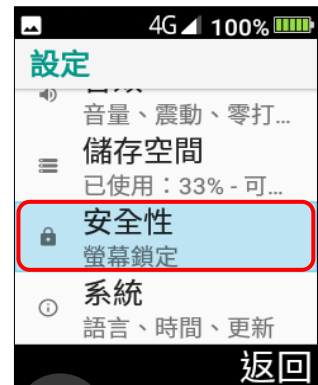 4G 100%
設定
音量、震動、零打...
儲存空間
已使用：33% - 可...
安全性
螢幕鎖定
系統
語言、時間、更新
返回